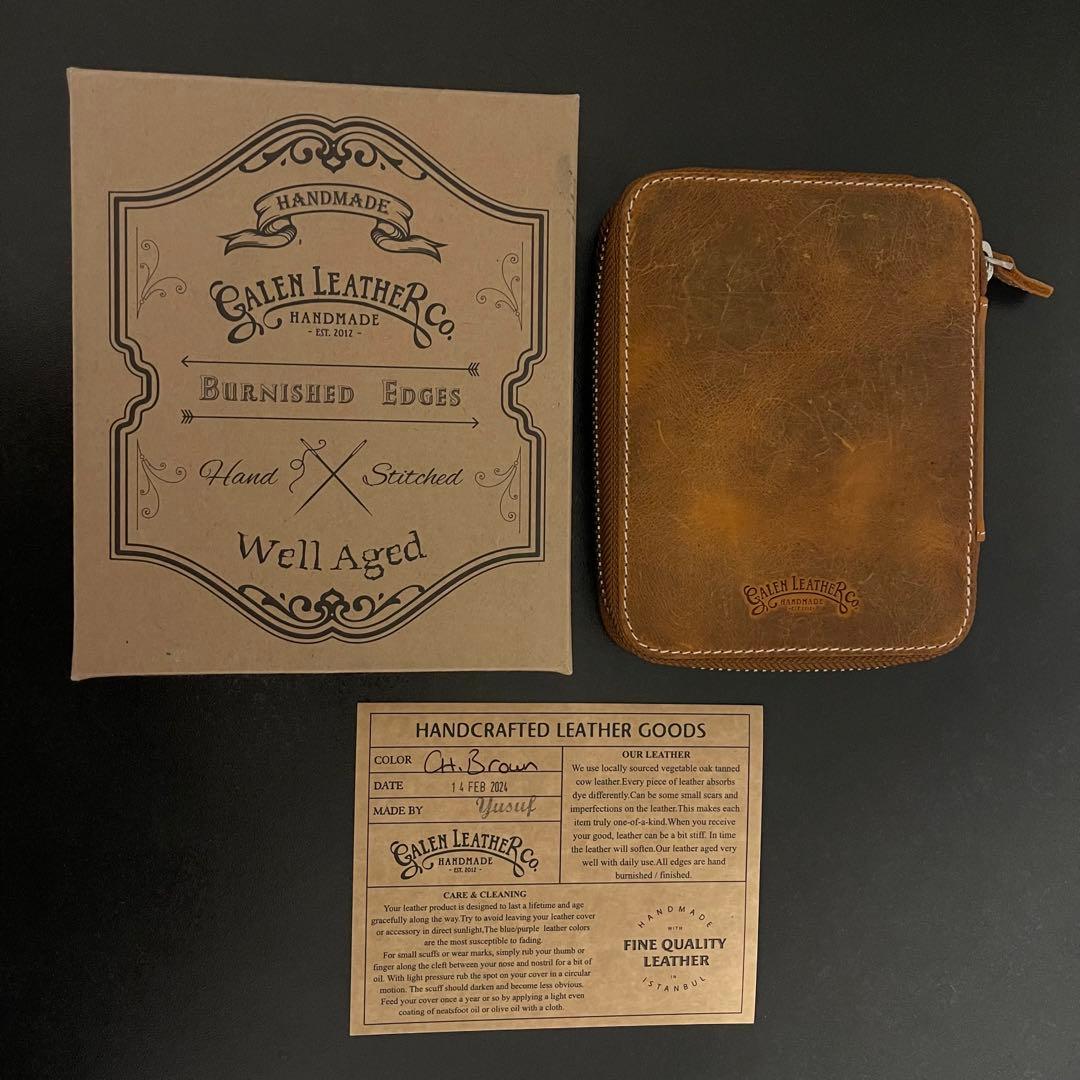 HANDMADE
GALEN LEATHER CO.
HANDMADE
- EST. 2012 -
BURNISHED EDGES
Hand Stitched
Well Aged
GALEN LEATHER CO.
HANDMADE
HANDCRAFTED LEATHER GOODS
COLOR CH. Brown
DATE 14 FEB 2024
MADE BY Yusuf
GALEN LEATHER CO.
HANDMADE
- EST. 2012 -
OUR LEATHER
We use locally sourced vegetable oak tanned
cow leather.Every piece of leather absorbs
dye differently.Can be some small scars and
imperfections on the leather.This makes each
item truly one-of-a-kind.When you receive
your good, leather can be a bit stiff. In time
the leather will soften.Our leather aged very
well with daily use.All edges are hand
burnished / finished.
CARE & CLEANING
Your leather product is designed to last a lifetime and age
gracefully along the way.Try to avoid leaving your leather cover
or accessory in direct sunlight,The blue/purple leather colors
are the most susceptible to fading.
For small scuffs or wear marks, simply rub your thumb or
finger along the cleft between your nose and nostril for a bit of
oil. With light pressure rub the spot on your cover in a circular
motion. The scuff should darken and become less obvious.
Feed your cover once a year or so by applying a light even
coating of neatsfoot oil or olive oil with a cloth.
HANDMADE
WITH
FINE QUALITY
LEATHER
IN
ISTANBUL